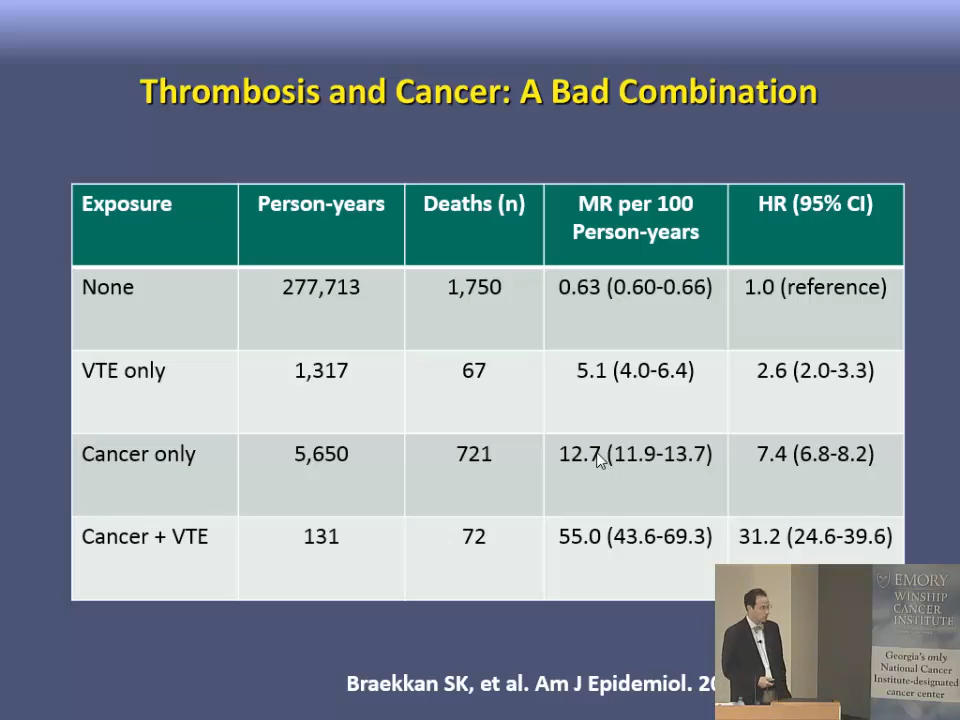 Thrombosis and Cancer: A Bad Combination
Exposure Person-years Deaths (n) MR per 100 Person-years HR (95% CI)
None 277,713 1,750 0.63 (0.60-0.66) 1.0 (reference)
VTE only 1,317 67 5.1 (4.0-6.4) 2.6 (2.0-3.3)
Cancer only 5,650 721 12.7 (11.9-13.7) 7.4 (6.8-8.2)
Cancer + VTE 131 72 55.0 (43.6-69.3) 31.2 (24.6-39.6)
EMORY
WINSHIP
CANCER
INSTITUTE
Georgia's only
National Cancer
Institute-designated
cancer center
Braekkan SK, et al. Am J Epidemiol. 20